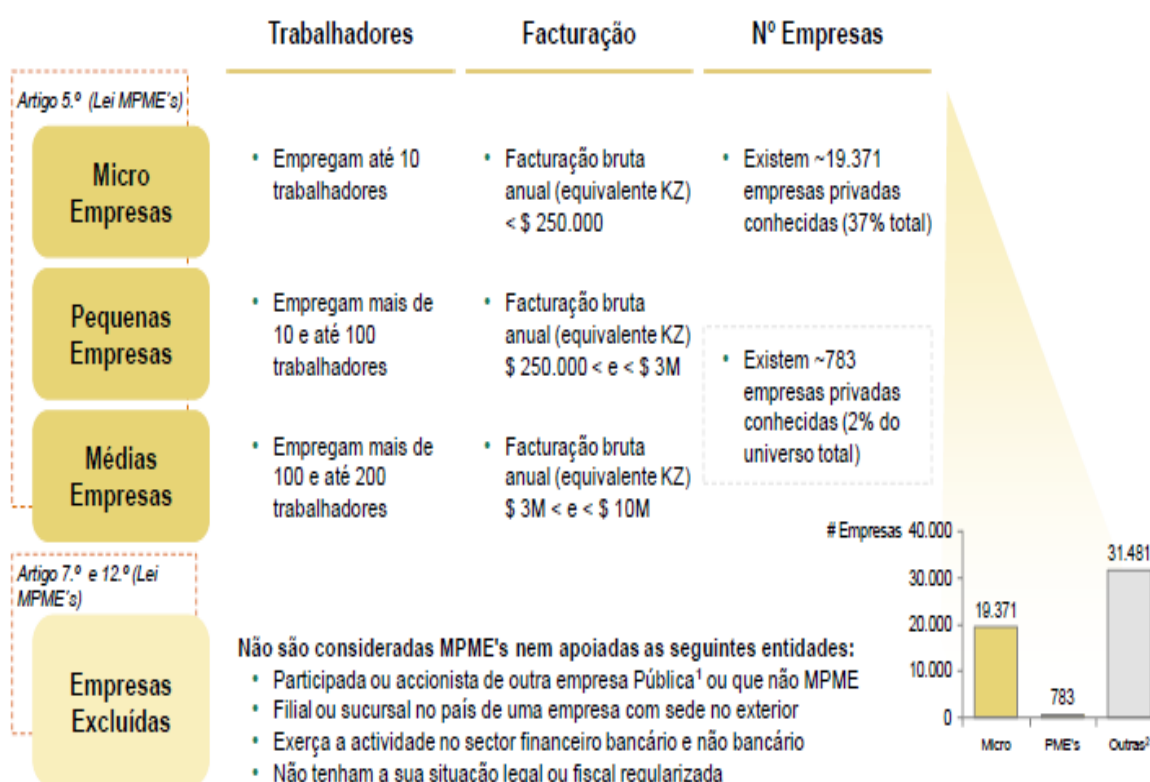 Trabalhadores
Facturação
Nº Empresas
Artigo 5.º (Lei MPME´s)
Micro
Empresas
• Empregam até 10
trabalhadores
• Facturação bruta
anual (equivalente KZ)
< $ 250.000
• Existem ~19.371
empresas privadas
conhecidas (37% total)
Pequenas
Empresas
• Empregam mais de
10 e até 100
trabalhadores
• Facturação bruta
anual (equivalente KZ)
$ 250.000 < e < $ 3M
• Existem ~783
empresas privadas
conhecidas (2% do
universo total)
Médias
Empresas
• Empregam mais de
100 e até 200
trabalhadores
• Facturação bruta
anual (equivalente KZ)
$ 3M < e < $ 10M
Artigo 7.º e 12.º (Lei
MPME´s)
Empresas
Excluídas
Não são consideradas MPME's nem apoiadas as seguintes entidades:
• Participada ou accionista de outra empresa Pública¹ ou que não MPME
• Filial ou sucursal no país de uma empresa com sede no exterior
• Exerça a actividade no sector financeiro bancário e não bancário
• Não tenham a sua situação legal ou fiscal regularizada
# Empresas 40.000
30.000
20.000
10.000
0
19.371
783
31.481
Micro
PME's
Outras²